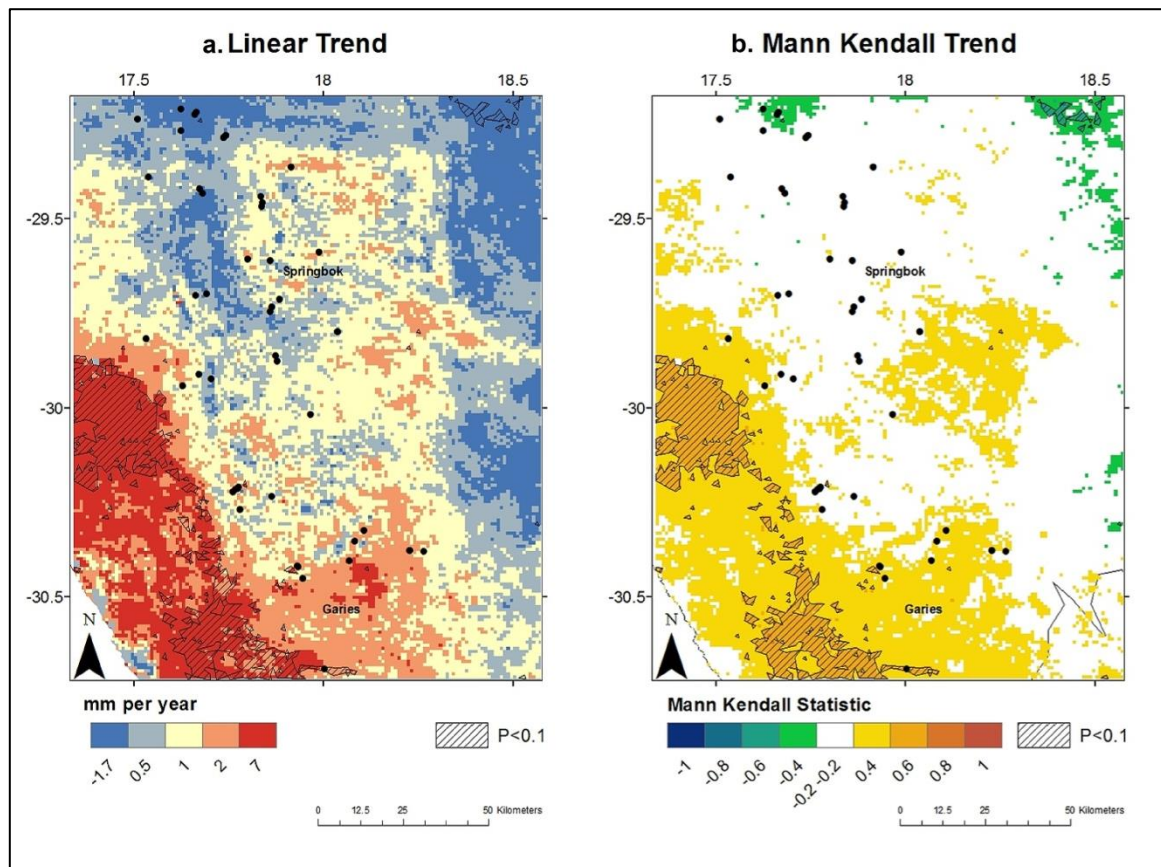 a. Linear Trend
17.5 18 18.5
-29.5
Springbok
-30
-30.5
Garies
N
mm per year
P<0.1
-1.7 0.5 1 2 7
0 12.5 25 50 Kilometers
b. Mann Kendall Trend
17.5 18 18.5
-29.5
Springbok
-30
-30.5
Garies
N
Mann Kendall Statistic
P<0.1
-1 -0.8 -0.6 -0.4 -0.2 -0.2 0.4 0.6 0.8 1
0 12.5 25 50 Kilometers